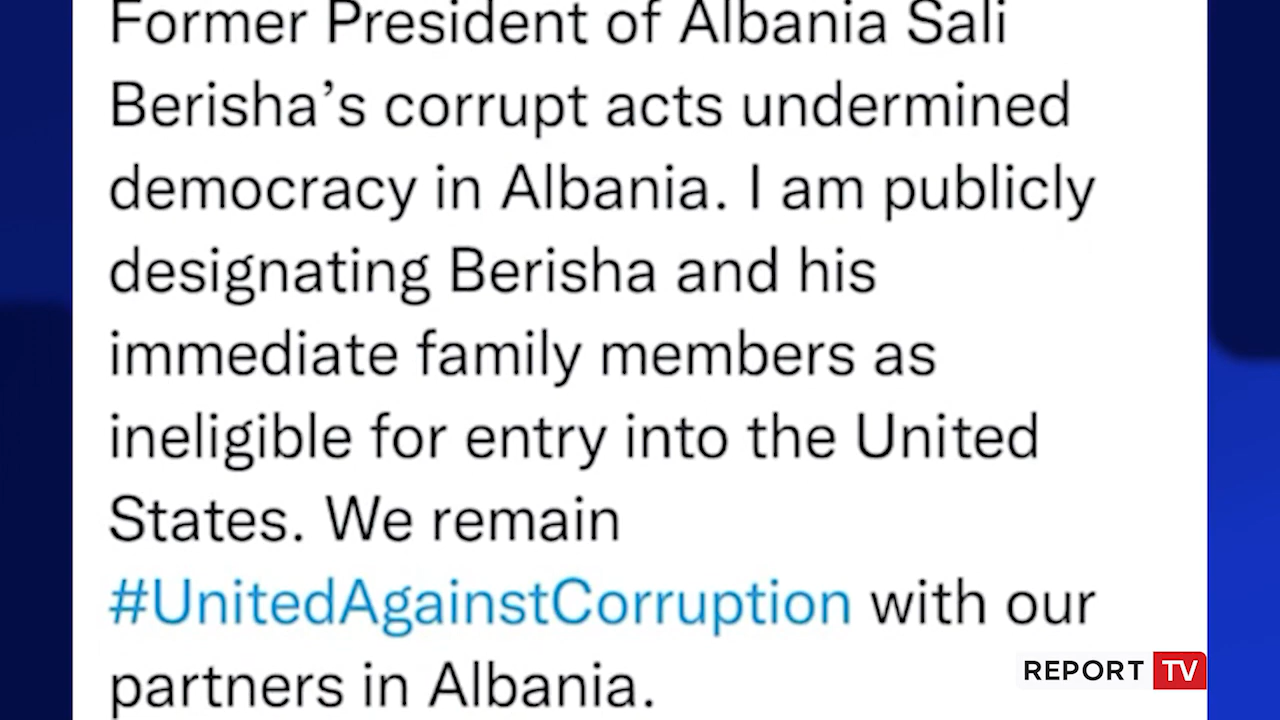 Former President of Albania Sali
Berisha’s corrupt acts undermined
democracy in Albania. I am publicly
designating Berisha and his
immediate family members as
ineligible for entry into the United
States. We remain
#UnitedAgainstCorruption with our
partners in Albania.
REPORT TV